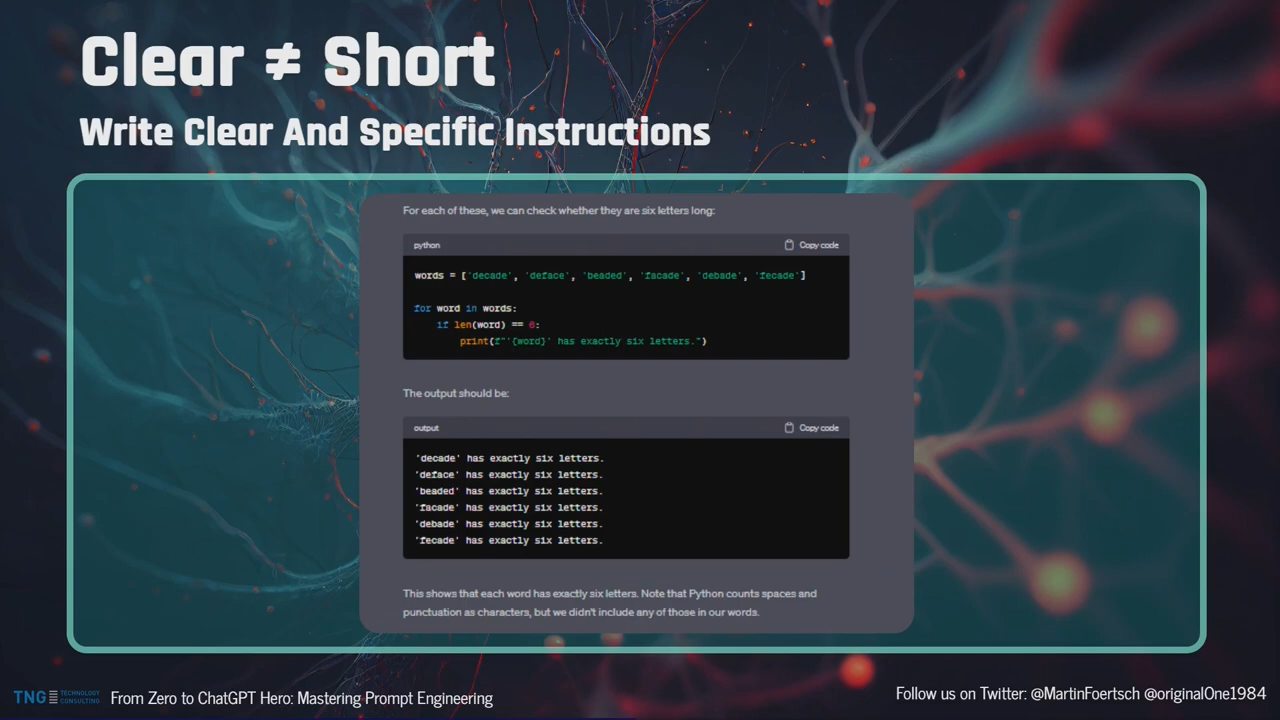 Clear ≠ Short
Write Clear And Specific Instructions
For each of these, we can check whether they are six letters long:
python Copy code
words = ['decade', 'deface', 'beaded', 'facade', 'debade', 'fecade']
for word in words:
    if len(word) == 6:
        print(f"'{word}' has exactly six letters.")
The output should be:
output Copy code
'decade' has exactly six letters.
'deface' has exactly six letters.
'beaded' has exactly six letters.
'facade' has exactly six letters.
'debade' has exactly six letters.
'fecade' has exactly six letters.
This shows that each word has exactly six letters. Note that Python counts spaces and
punctuation as characters, but we didn't include any of those in our words.
TNG TECHNOLOGY
CONSULTING
From Zero to ChatGPT Hero: Mastering Prompt Engineering
Follow us on Twitter: @MartinFoertsch @originalOne1984